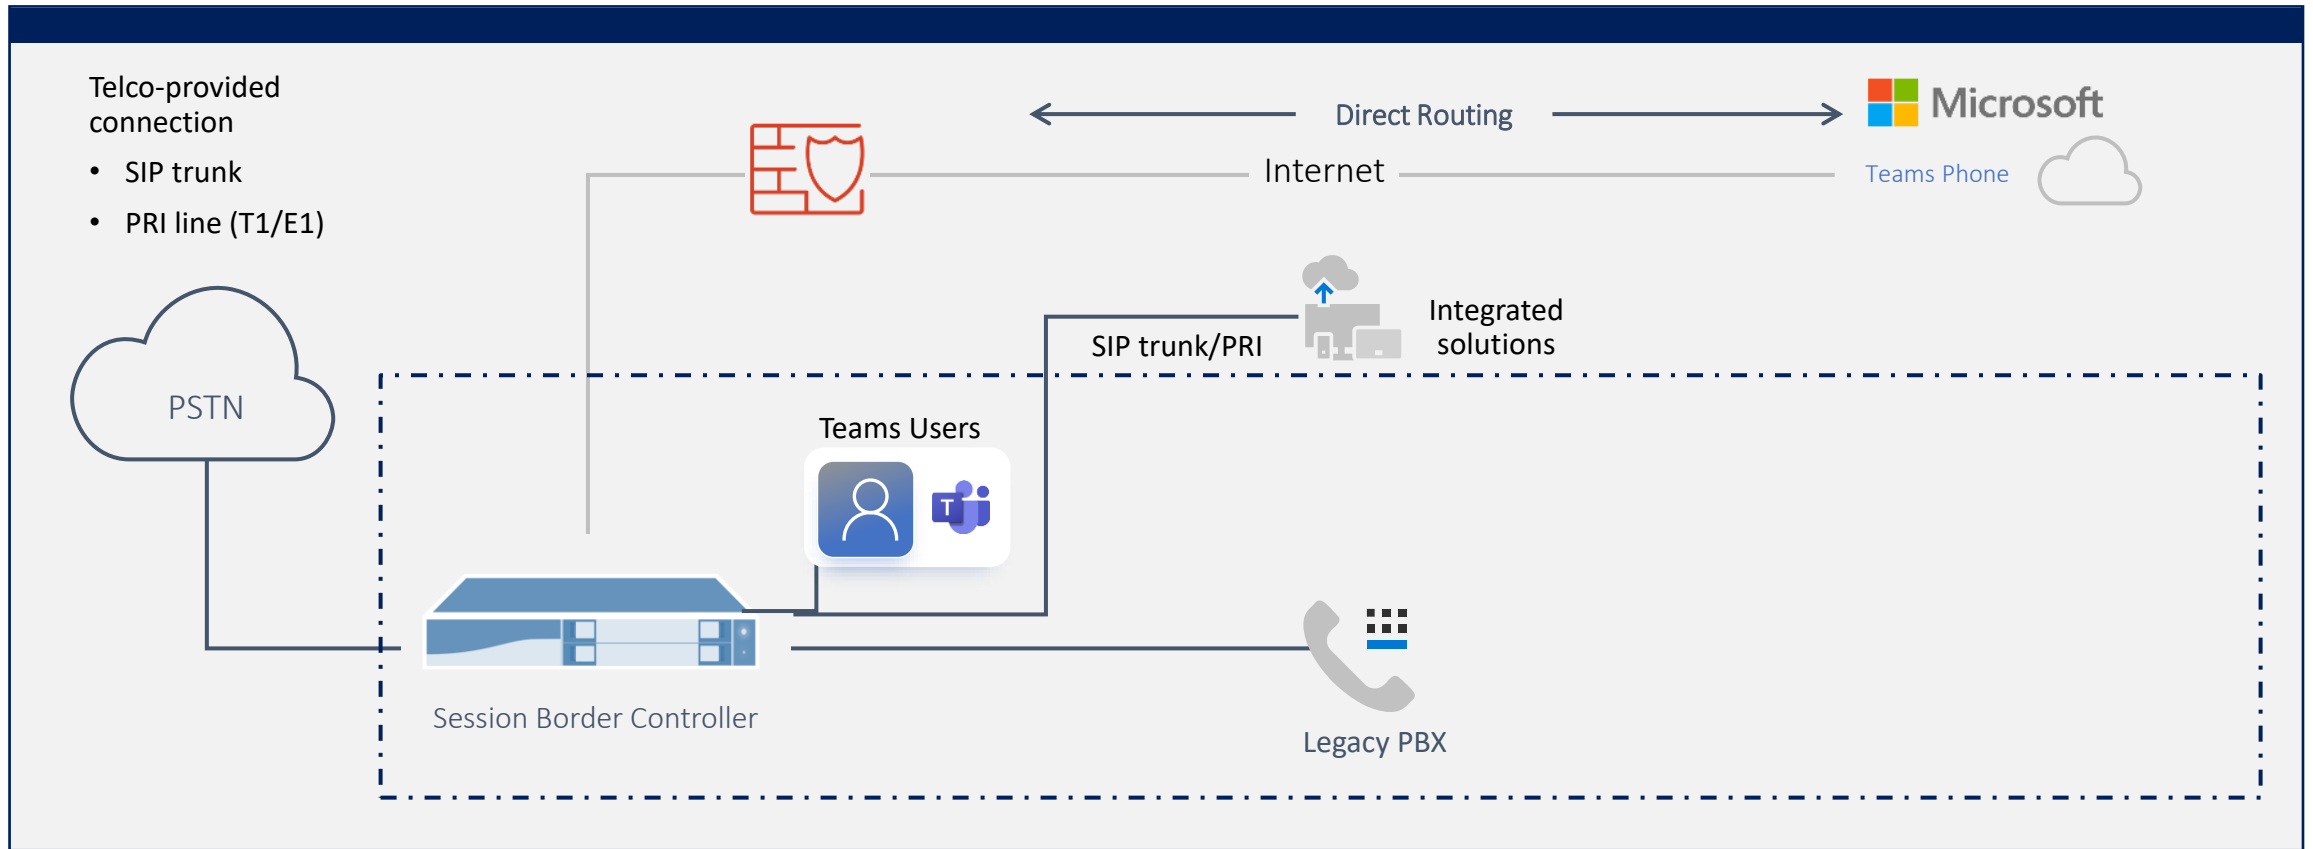 Telco-provided
connection
• SIP trunk
• PRI line (T1/E1)
Direct Routing
Microsoft
Internet
Teams Phone
Integrated
solutions
SIP trunk/PRI
PSTN
Teams Users
T
Session Border Controller
Legacy PBX